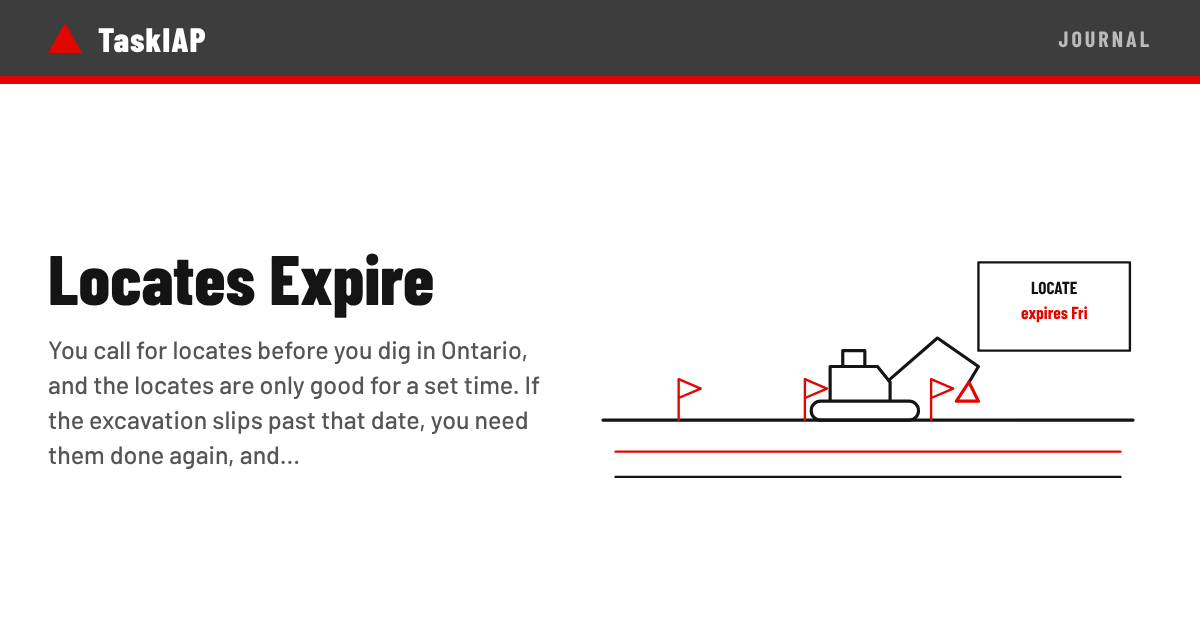 TaskIAP
JOURNAL
Locates Expire
You call for locates before you dig in Ontario,
and the locates are only good for a set time. If
the excavation slips past that date, you need
them done again, and...
LOCATE
expires Fri